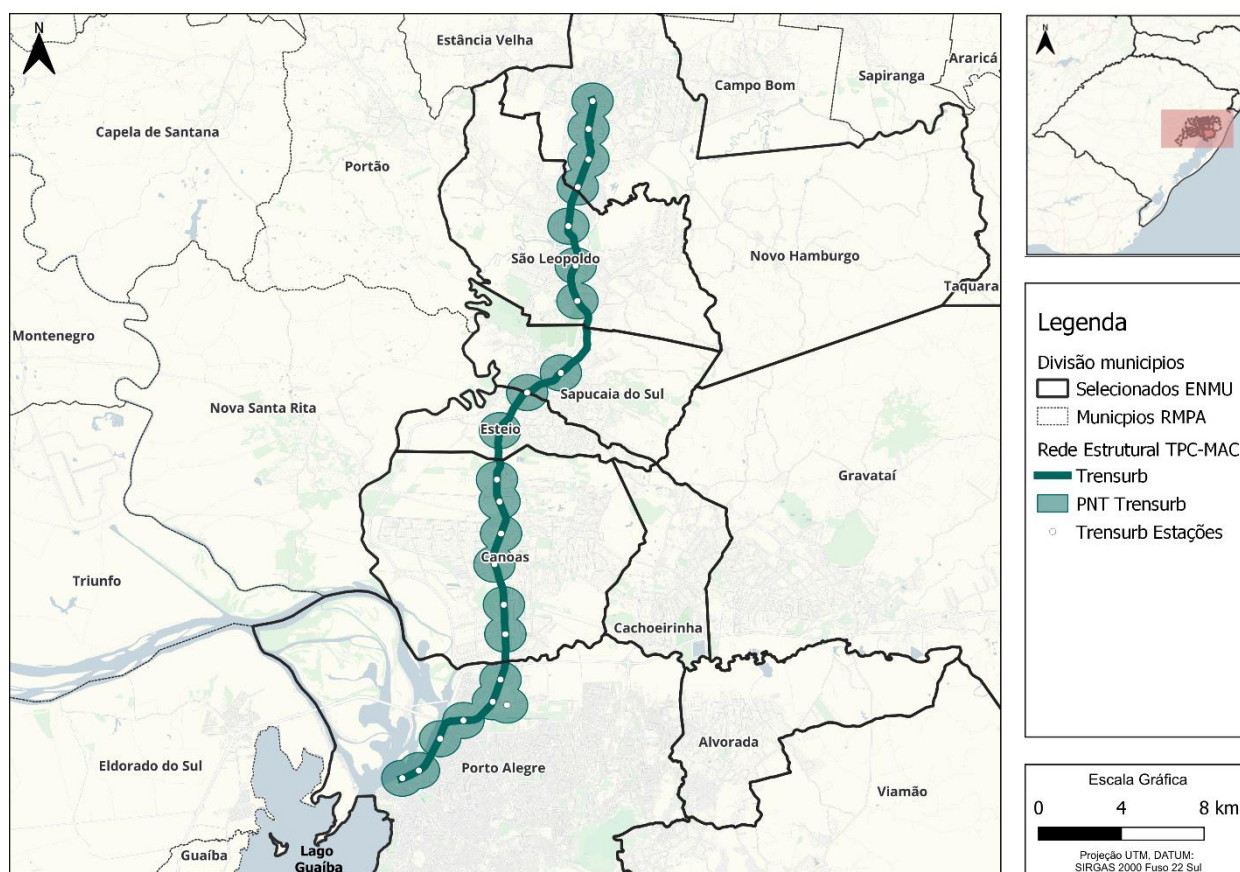 N
Estância Velha
Araricá
Sapiranga
Campo Bom
Capela de Santana
Portão
São Leopoldo
Novo Hamburgo
Taquara
Montenegro
Nova Santa Rita
Sapucaia do Sul
Esteio
Gravataí
Canoas
Triunfo
Cachoeirinha
Eldorado do Sul
Porto Alegre
Alvorada
Viamão
Guaíba
Lago
Guaíba
N
Legenda
Divisão municipios
Selecionados ENMU
Municpios RMPA
Rede Estrutural TPC-MAC
Trensurb
PNT Trensurb
Trensurb Estações
Escala Gráfica
0 4 8 km
Projeção UTM, DATUM:
SIRGAS 2000 Fuso 22 Sul